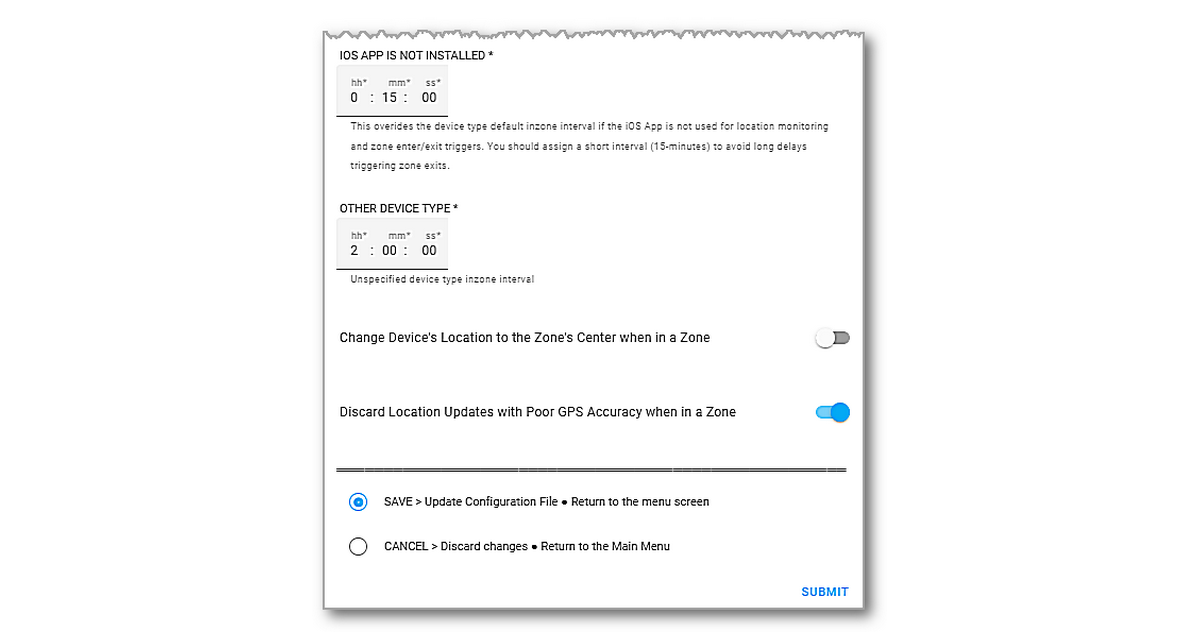 IOS APP IS NOT INSTALLED *
hh* mm* ss*
0 : 15 : 00
This overides the device type default inzone interval if the iOS App is not used for location monitoring
and zone enter/exit triggers. You should assign a short interval (15-minutes) to avoid long delays
triggering zone exits.
OTHER DEVICE TYPE *
hh* mm* ss*
2 : 00 : 00
Unspecified device type inzone interval
Change Device's Location to the Zone's Center when in a Zone
Discard Location Updates with Poor GPS Accuracy when in a Zone
SAVE > Update Configuration File • Return to the menu screen
CANCEL > Discard changes • Return to the Main Menu
SUBMIT